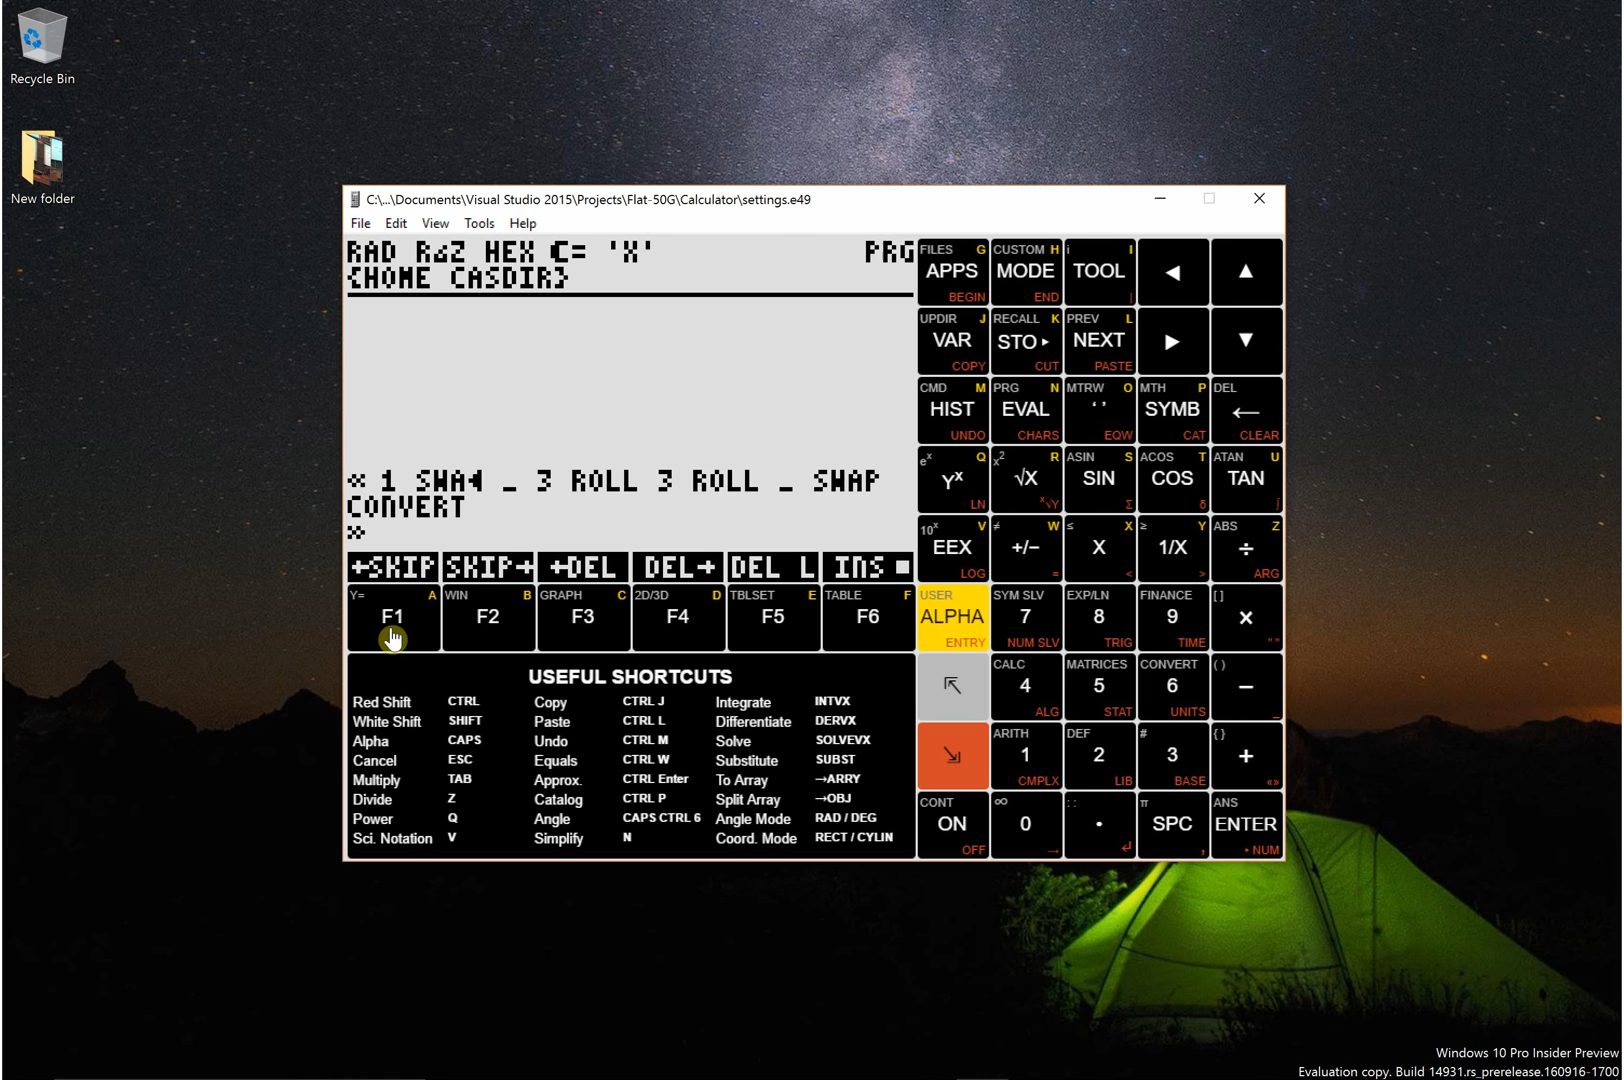 Recycle Bin
New folder
C:\...\Documents\Visual Studio 2015\Projects\Flat-50G\Calculator\settings.e49
File Edit View Tools Help
RAD R∡Z HEX C= 'X' PRG
{HOME CASDIR}
« 1 SWA◀ _ 3 ROLL 3 ROLL _ SWAP
CONVERT
»
←SKIP SKIP→ ←DEL DEL→ DEL L INS ■
FILES G CUSTOM H i I
APPS MODE TOOL ◀ ▲
BEGIN END |
UPDIR J RECALL K PREV L
VAR STO ▸ NEXT ▶ ▼
COPY CUT PASTE
CMD M PRG N MTRW O MTH P DEL
HIST EVAL ‘ ’ SYMB ←
UNDO CHARS EQW CAT CLEAR
eˣ Q x² R ASIN S ACOS T ATAN U
Yˣ √X SIN COS TAN
LN ˣ√Y Σ δ ∫
10ˣ V ≠ W ≤ X ≥ Y ABS Z
EEX +/− X 1/X ÷
LOG = < > ARG
Y= A WIN B GRAPH C 2D/3D D TBLSET E TABLE F USER SYM SLV EXP/LN FINANCE [ ]
F1 F2 F3 F4 F5 F6 ALPHA 7 8 9 ×
ENTRY NUM SLV TRIG TIME " "
CALC MATRICES CONVERT ( )
↖ 4 5 6 −
ALG STAT UNITS _
ARITH DEF # { }
↘ 1 2 3 +
CMPLX LIB BASE «»
CONT ∞ : : π ANS
ON 0 . SPC ENTER
OFF → ↵ , ▸ NUM
USEFUL SHORTCUTS
Red Shift CTRL Copy CTRL J Integrate INTVX
White Shift SHIFT Paste CTRL L Differentiate DERVX
Alpha CAPS Undo CTRL M Solve SOLVEVX
Cancel ESC Equals CTRL W Substitute SUBST
Multiply TAB Approx. CTRL Enter To Array →ARRY
Divide Z Catalog CTRL P Split Array →OBJ
Power Q Angle CAPS CTRL 6 Angle Mode RAD / DEG
Sci. Notation V Simplify N Coord. Mode RECT / CYLIN
Windows 10 Pro Insider Preview
Evaluation copy. Build 14931.rs_prerelease.160916-1700